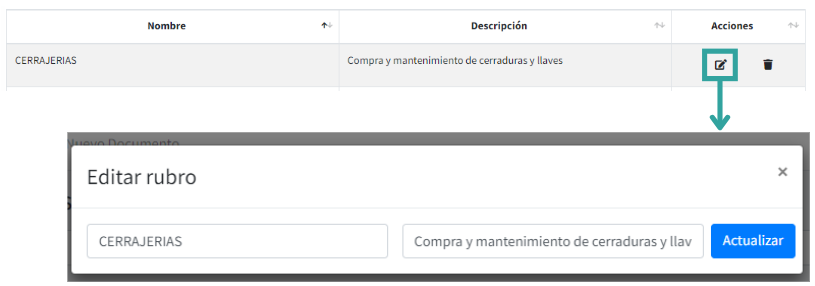 Nombre Descripción Acciones
CERRAJERIAS Compra y mantenimiento de cerraduras y llaves
Nuevo Documento
Editar rubro ×
CERRAJERIAS Compra y mantenimiento de cerraduras y llav Actualizar